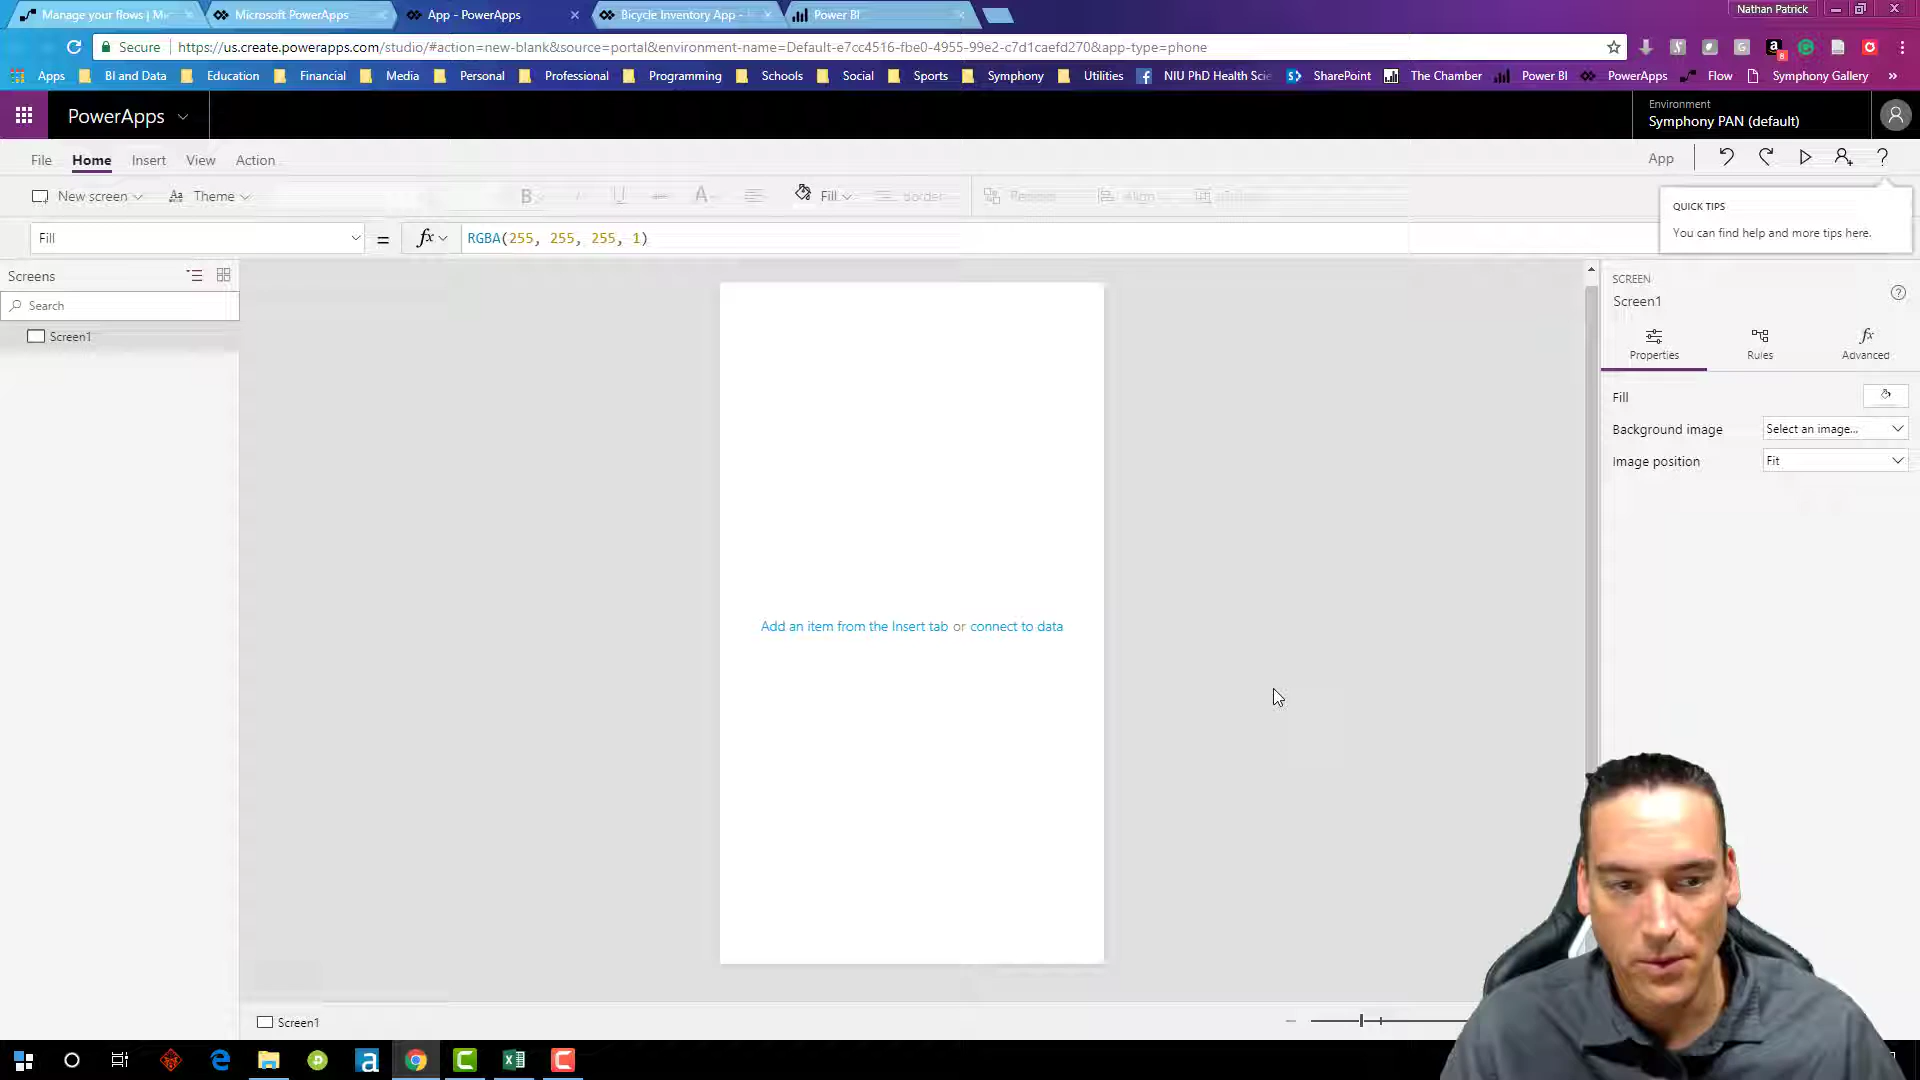 Manage your flows | Mi
Microsoft PowerApps
App - PowerApps
Bicycle Inventory App -
Power BI
Nathan Patrick
Secure
https://us.create.powerapps.com/studio/#action=new-blank&source=portal&environment-name=Default-e7cc4516-fbe0-4955-99e2-c7d1caefd270&app-type=phone
Apps BI and Data Education Financial Media Personal Professional Programming Schools Social Sports Symphony Utilities NIU PhD Health Scie SharePoint The Chamber Power BI PowerApps Flow Symphony Gallery »
PowerApps
Environment
Symphony PAN (default)
File Home Insert View Action
App
New screen Theme B U A Fill Border Reorder Align
QUICK TIPS
You can find help and more tips here.
Fill = fx RGBA(255, 255, 255, 1)
Screens
Search
Screen1
SCREEN
Screen1
Properties Rules Advanced
Fill
Background image Select an image...
Image position Fit
Add an item from the Insert tab or connect to data
Screen1